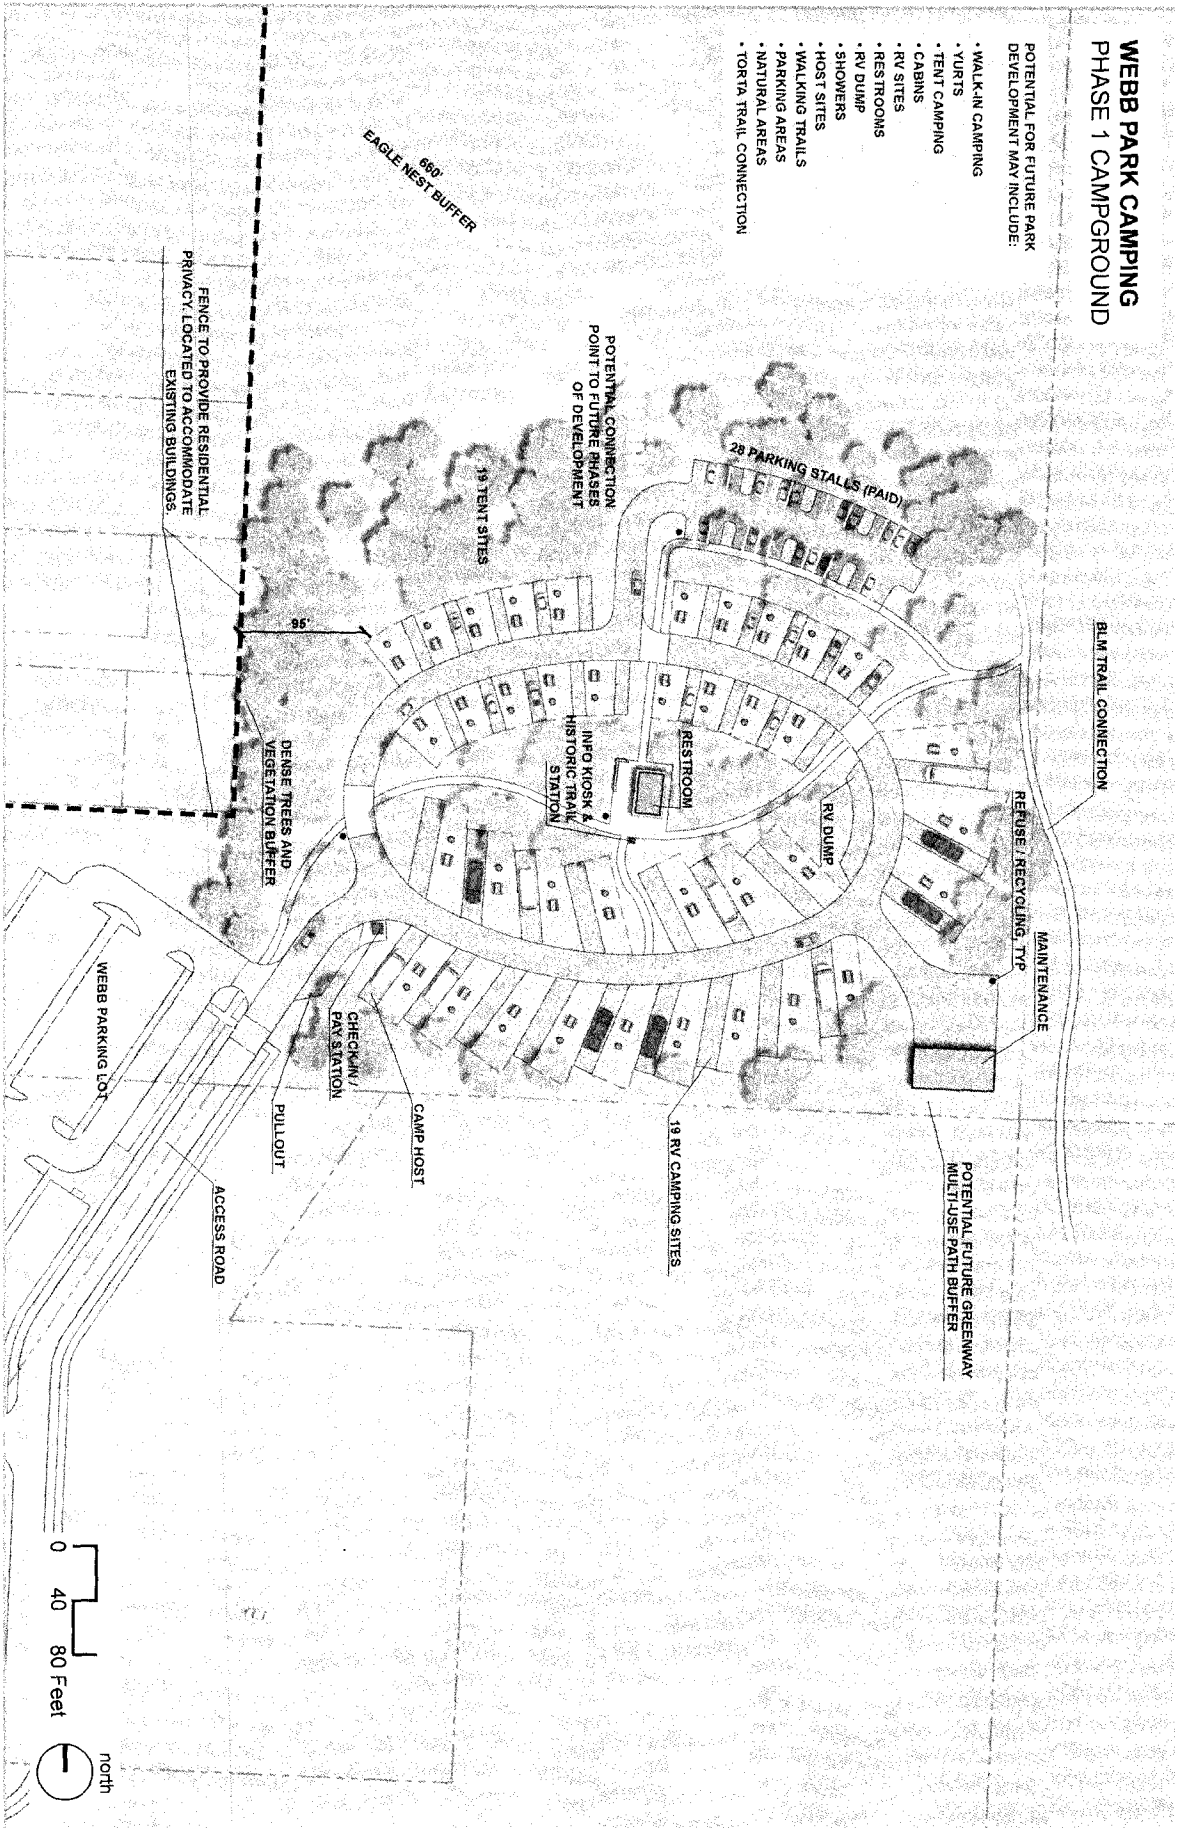 WEBB PARK CAMPING
PHASE 1 CAMPGROUND
POTENTIAL FOR FUTURE PARK
DEVELOPMENT MAY INCLUDE:
• WALK-IN CAMPING
• YURTS
• TENT CAMPING
• CABINS
• RV SITES
• RESTROOMS
• RV DUMP
• SHOWERS
• HOST SITES
• WALKING TRAILS
• PARKING AREAS
• NATURAL AREAS
• TORTA TRAIL CONNECTION
660'
EAGLE NEST BUFFER
FENCE TO PROVIDE RESIDENTIAL
PRIVACY. LOCATED TO ACCOMMODATE
EXISTING BUILDINGS.
POTENTIAL CONNECTION
POINT TO FUTURE PHASES
OF DEVELOPMENT
28 PARKING STALLS (PAID)
19 TENT SITES
95'
BLM TRAIL CONNECTION
DENSE TREES AND
VEGETATION BUFFER
INFO KIOSK &
HISTORIC TRAIL
STATION
RESTROOM
RV DUMP
REFUSE / RECYCLING, TYP
MAINTENANCE
WEBB PARKING LOT
CHECK-IN /
PAY STATION
PULLOUT
CAMP HOST
ACCESS ROAD
19 RV CAMPING SITES
POTENTIAL FUTURE GREENWAY
MULTI-USE PATH BUFFER
0 40 80 Feet
north